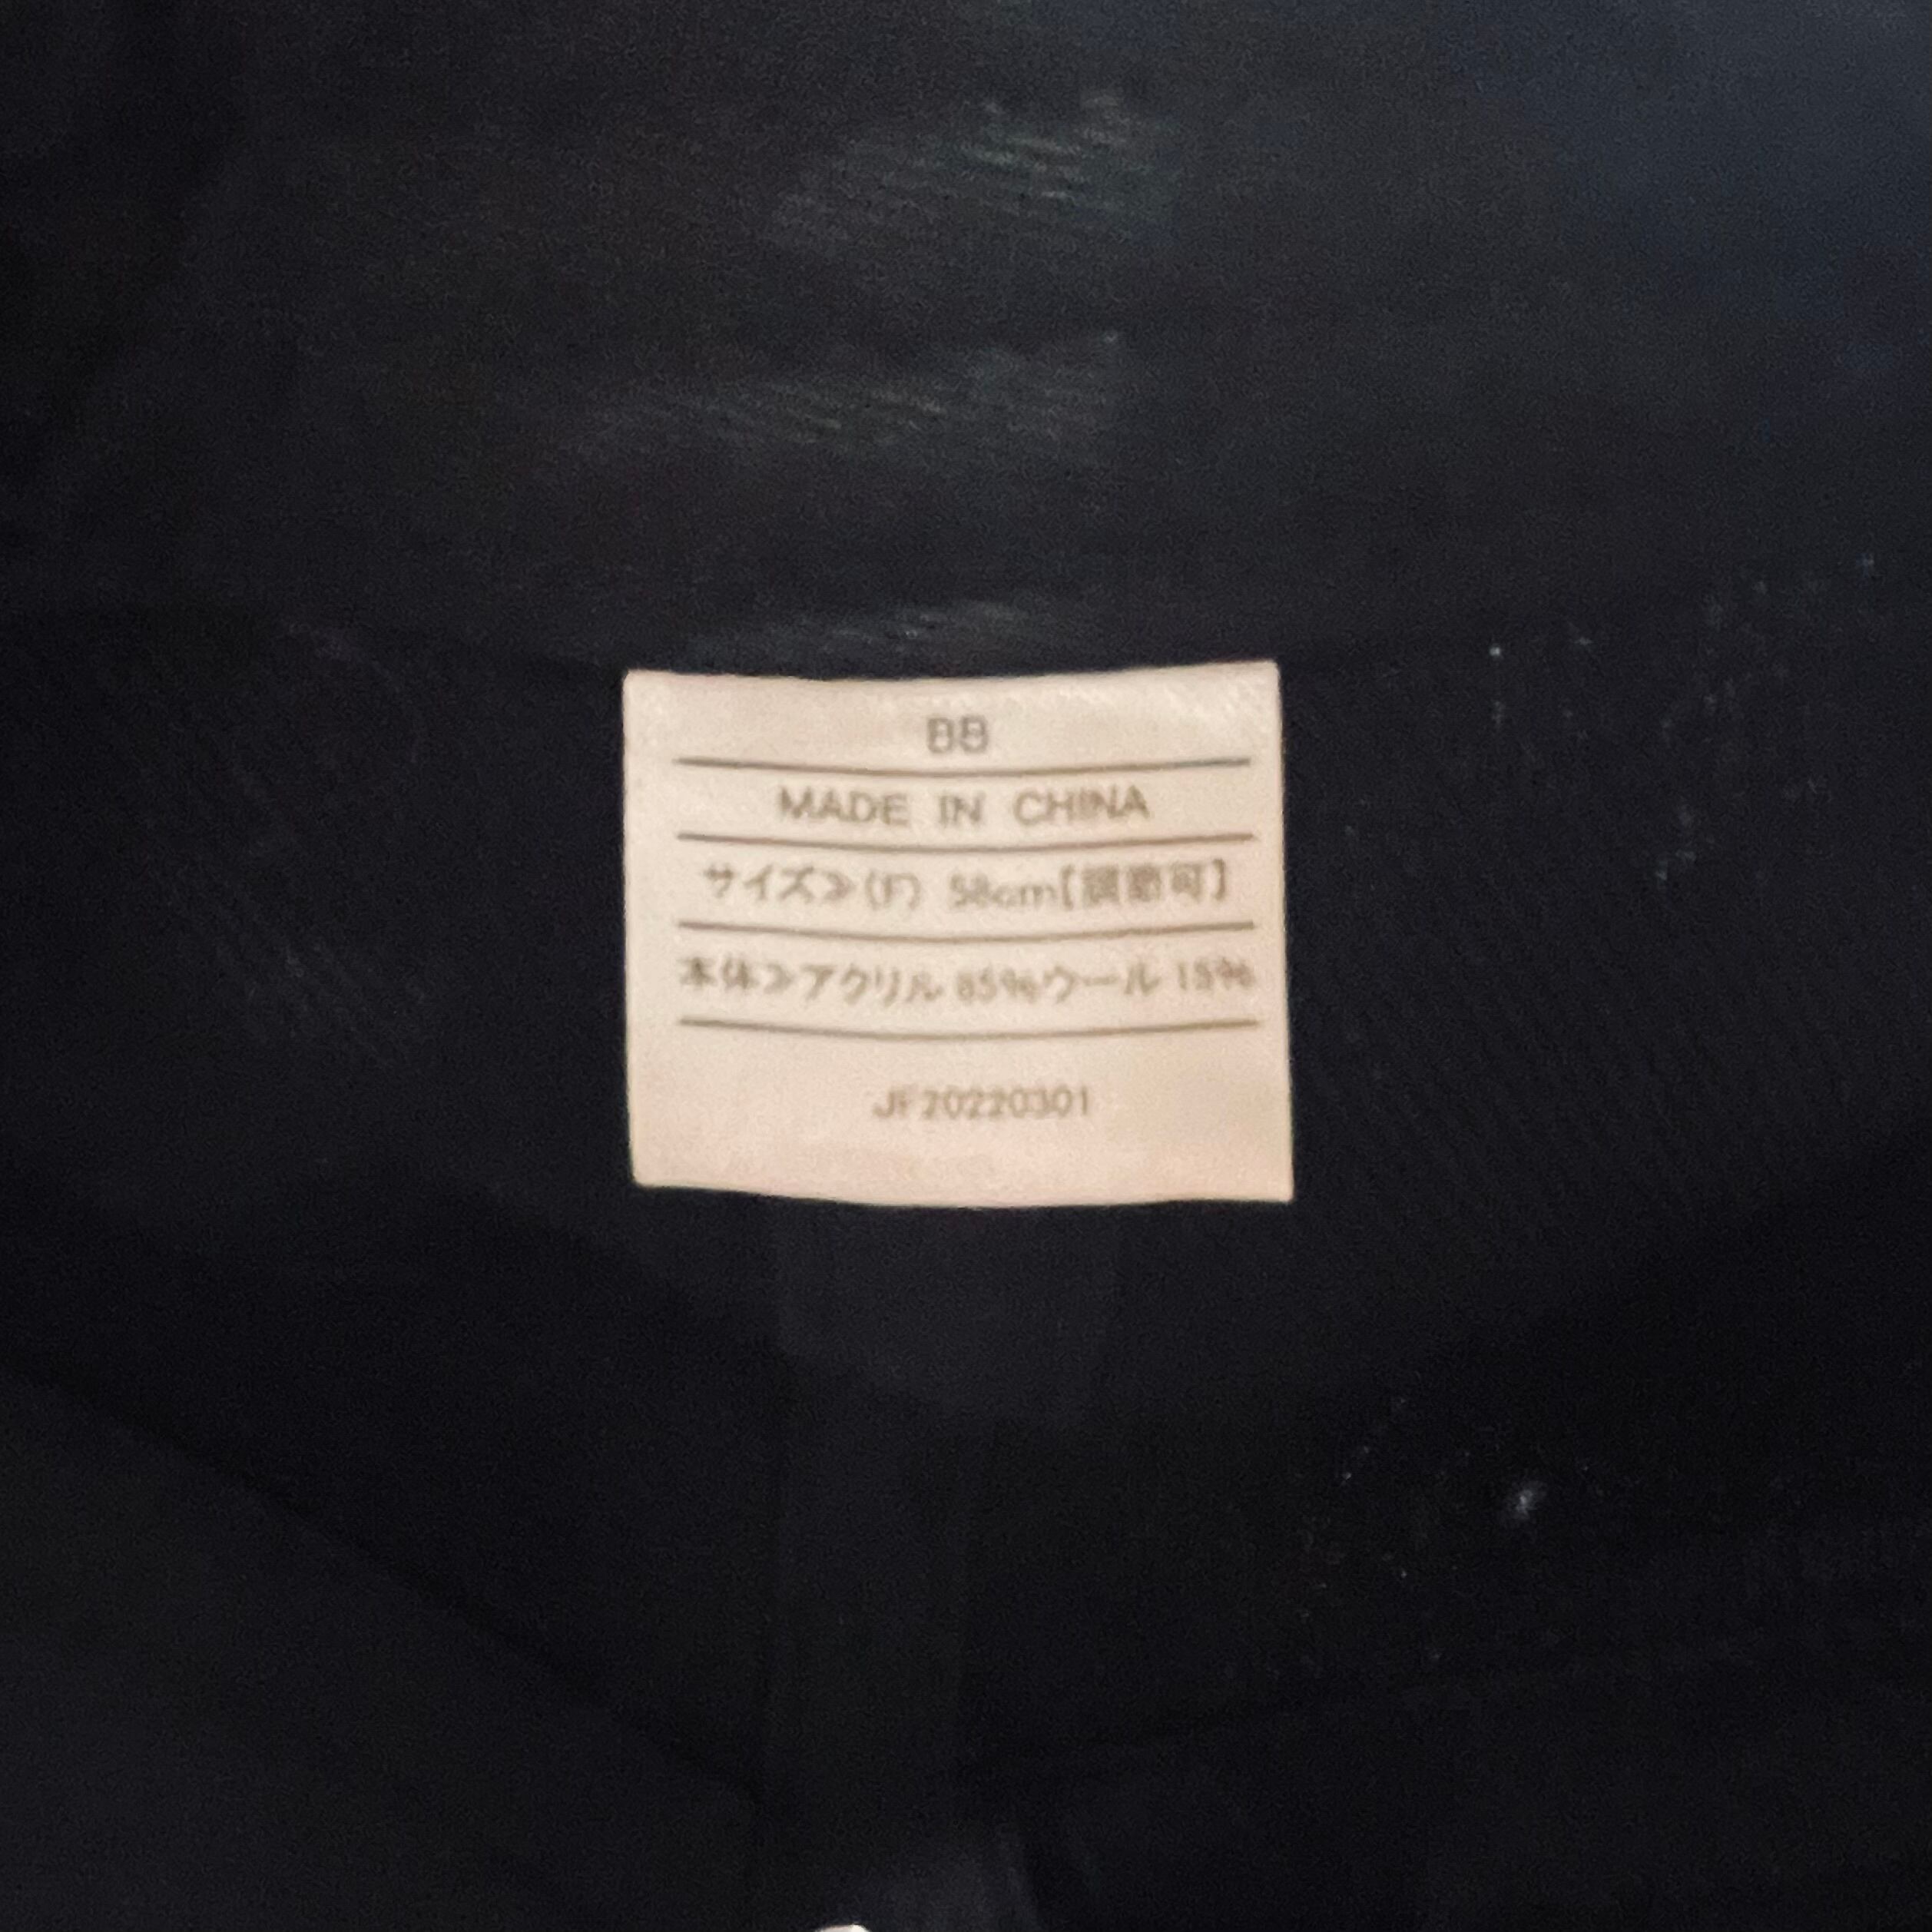 BB
MADE IN CHINA
サイズ≫(F) 58cm【調節可】
本体≫アクリル 85%ウール 15%
JF20220301